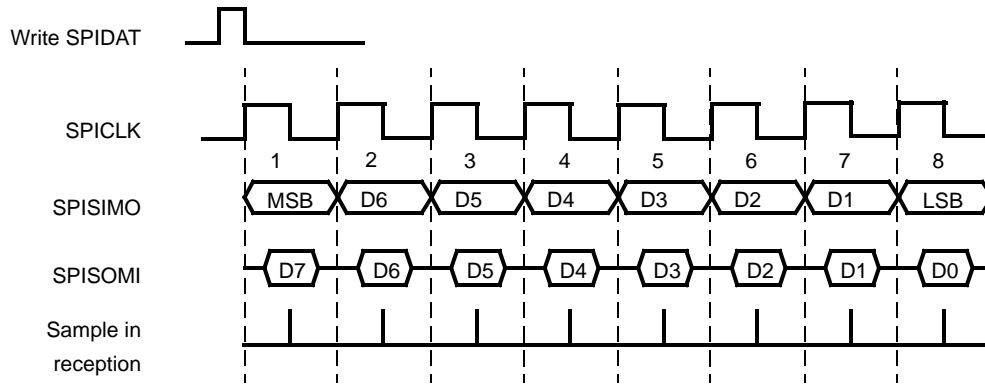 Write SPIDAT
SPICLK
1 2 3 4 5 6 7 8
SPISIMO MSB D6 D5 D4 D3 D2 D1 LSB
SPISOMI D7 D6 D5 D4 D3 D2 D1 D0
Sample in
reception